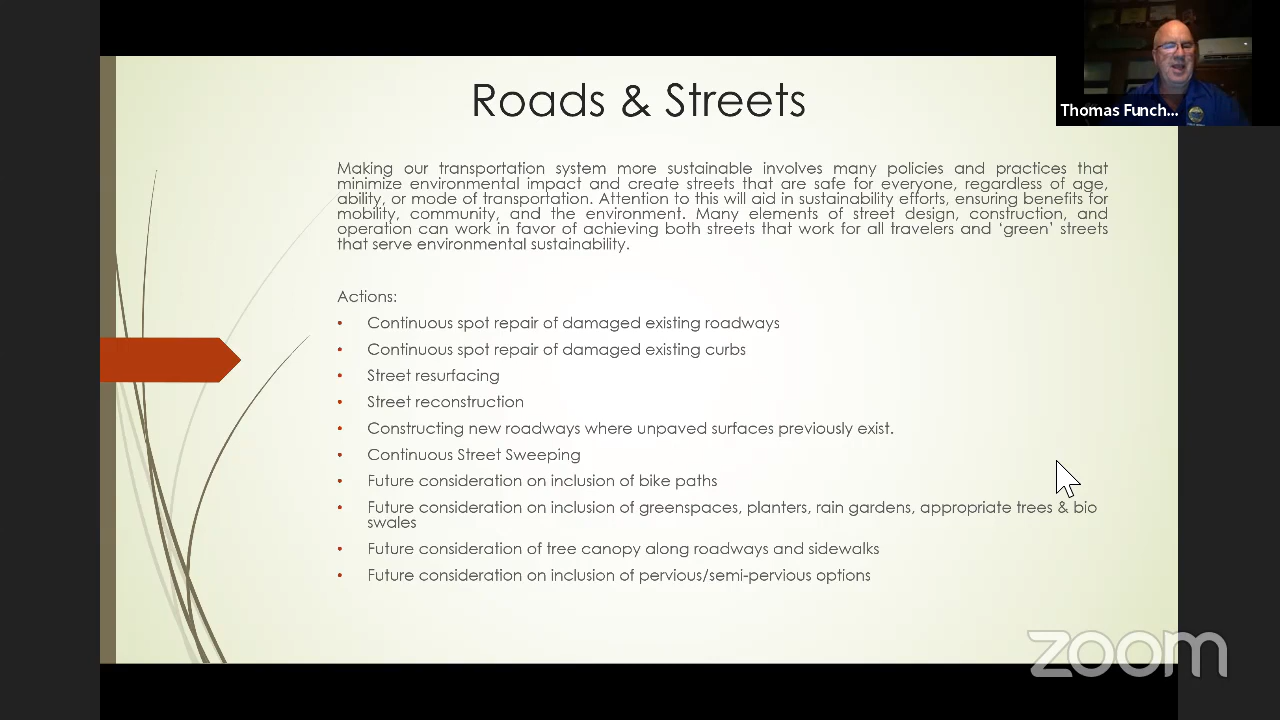 Roads & Streets
Thomas Funch...
Making our transportation system more sustainable involves many policies and practices that
minimize environmental impact and create streets that are safe for everyone, regardless of age,
ability, or mode of transportation. Attention to this will aid in sustainability efforts, ensuring benefits for
mobility, community, and the environment. Many elements of street design, construction, and
operation can work in favor of achieving both streets that work for all travelers and ‘green’ streets
that serve environmental sustainability.
Actions:
• Continuous spot repair of damaged existing roadways
• Continuous spot repair of damaged existing curbs
• Street resurfacing
• Street reconstruction
• Constructing new roadways where unpaved surfaces previously exist.
• Continuous Street Sweeping
• Future consideration on inclusion of bike paths
• Future consideration on inclusion of greenspaces, planters, rain gardens, appropriate trees & bio
swales
• Future consideration of tree canopy along roadways and sidewalks
• Future consideration on inclusion of pervious/semi-pervious options
zoom